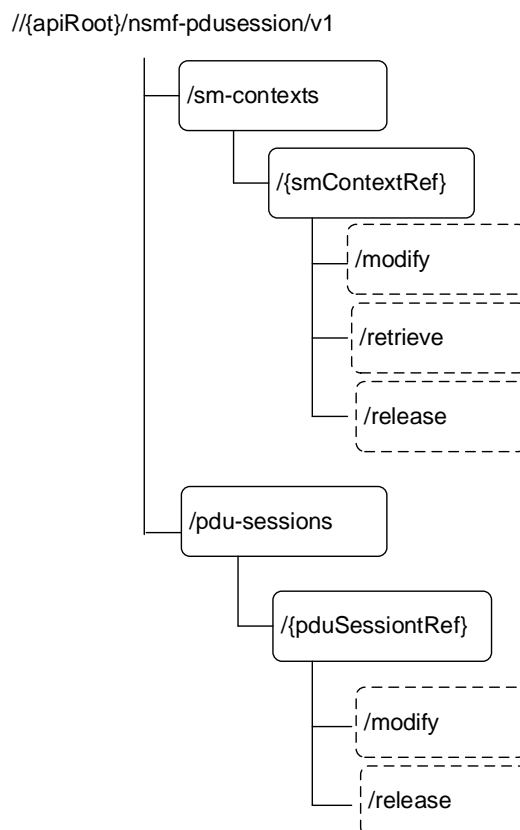 //{apiRoot}/nsmf-pdusession/v1
/sm-contexts
/{smContextRef}
/modify
/retrieve
/release
/pdu-sessions
/{pduSessiontRef}
/modify
/release